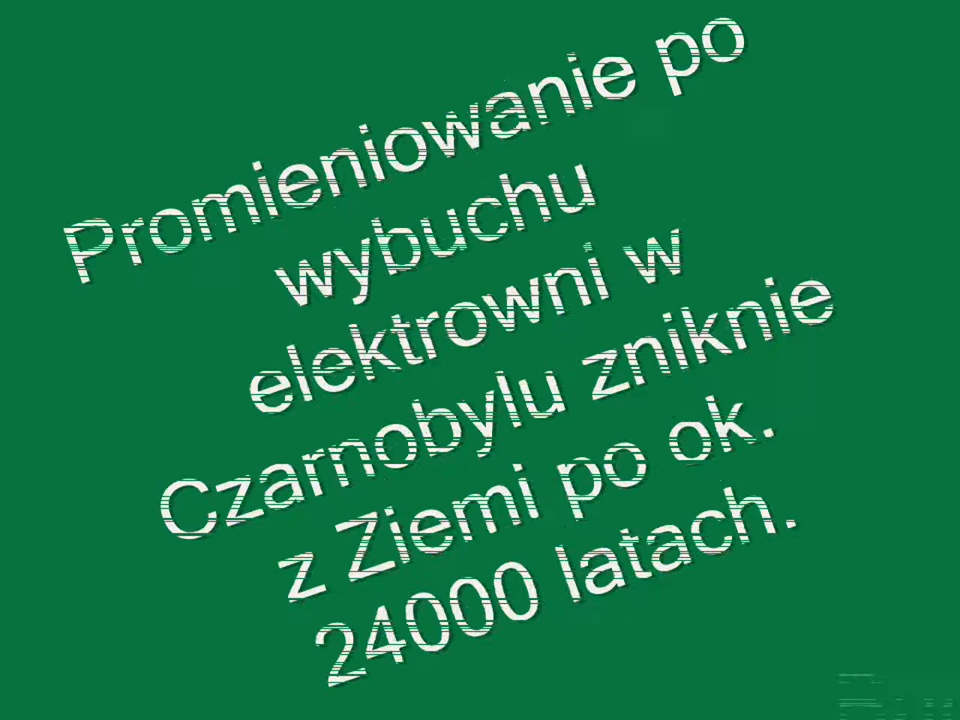 Promieniowanie po
wybuchu
elektrowni w
Czarnobylu zniknie
z Ziemi po ok.
24000 latach.